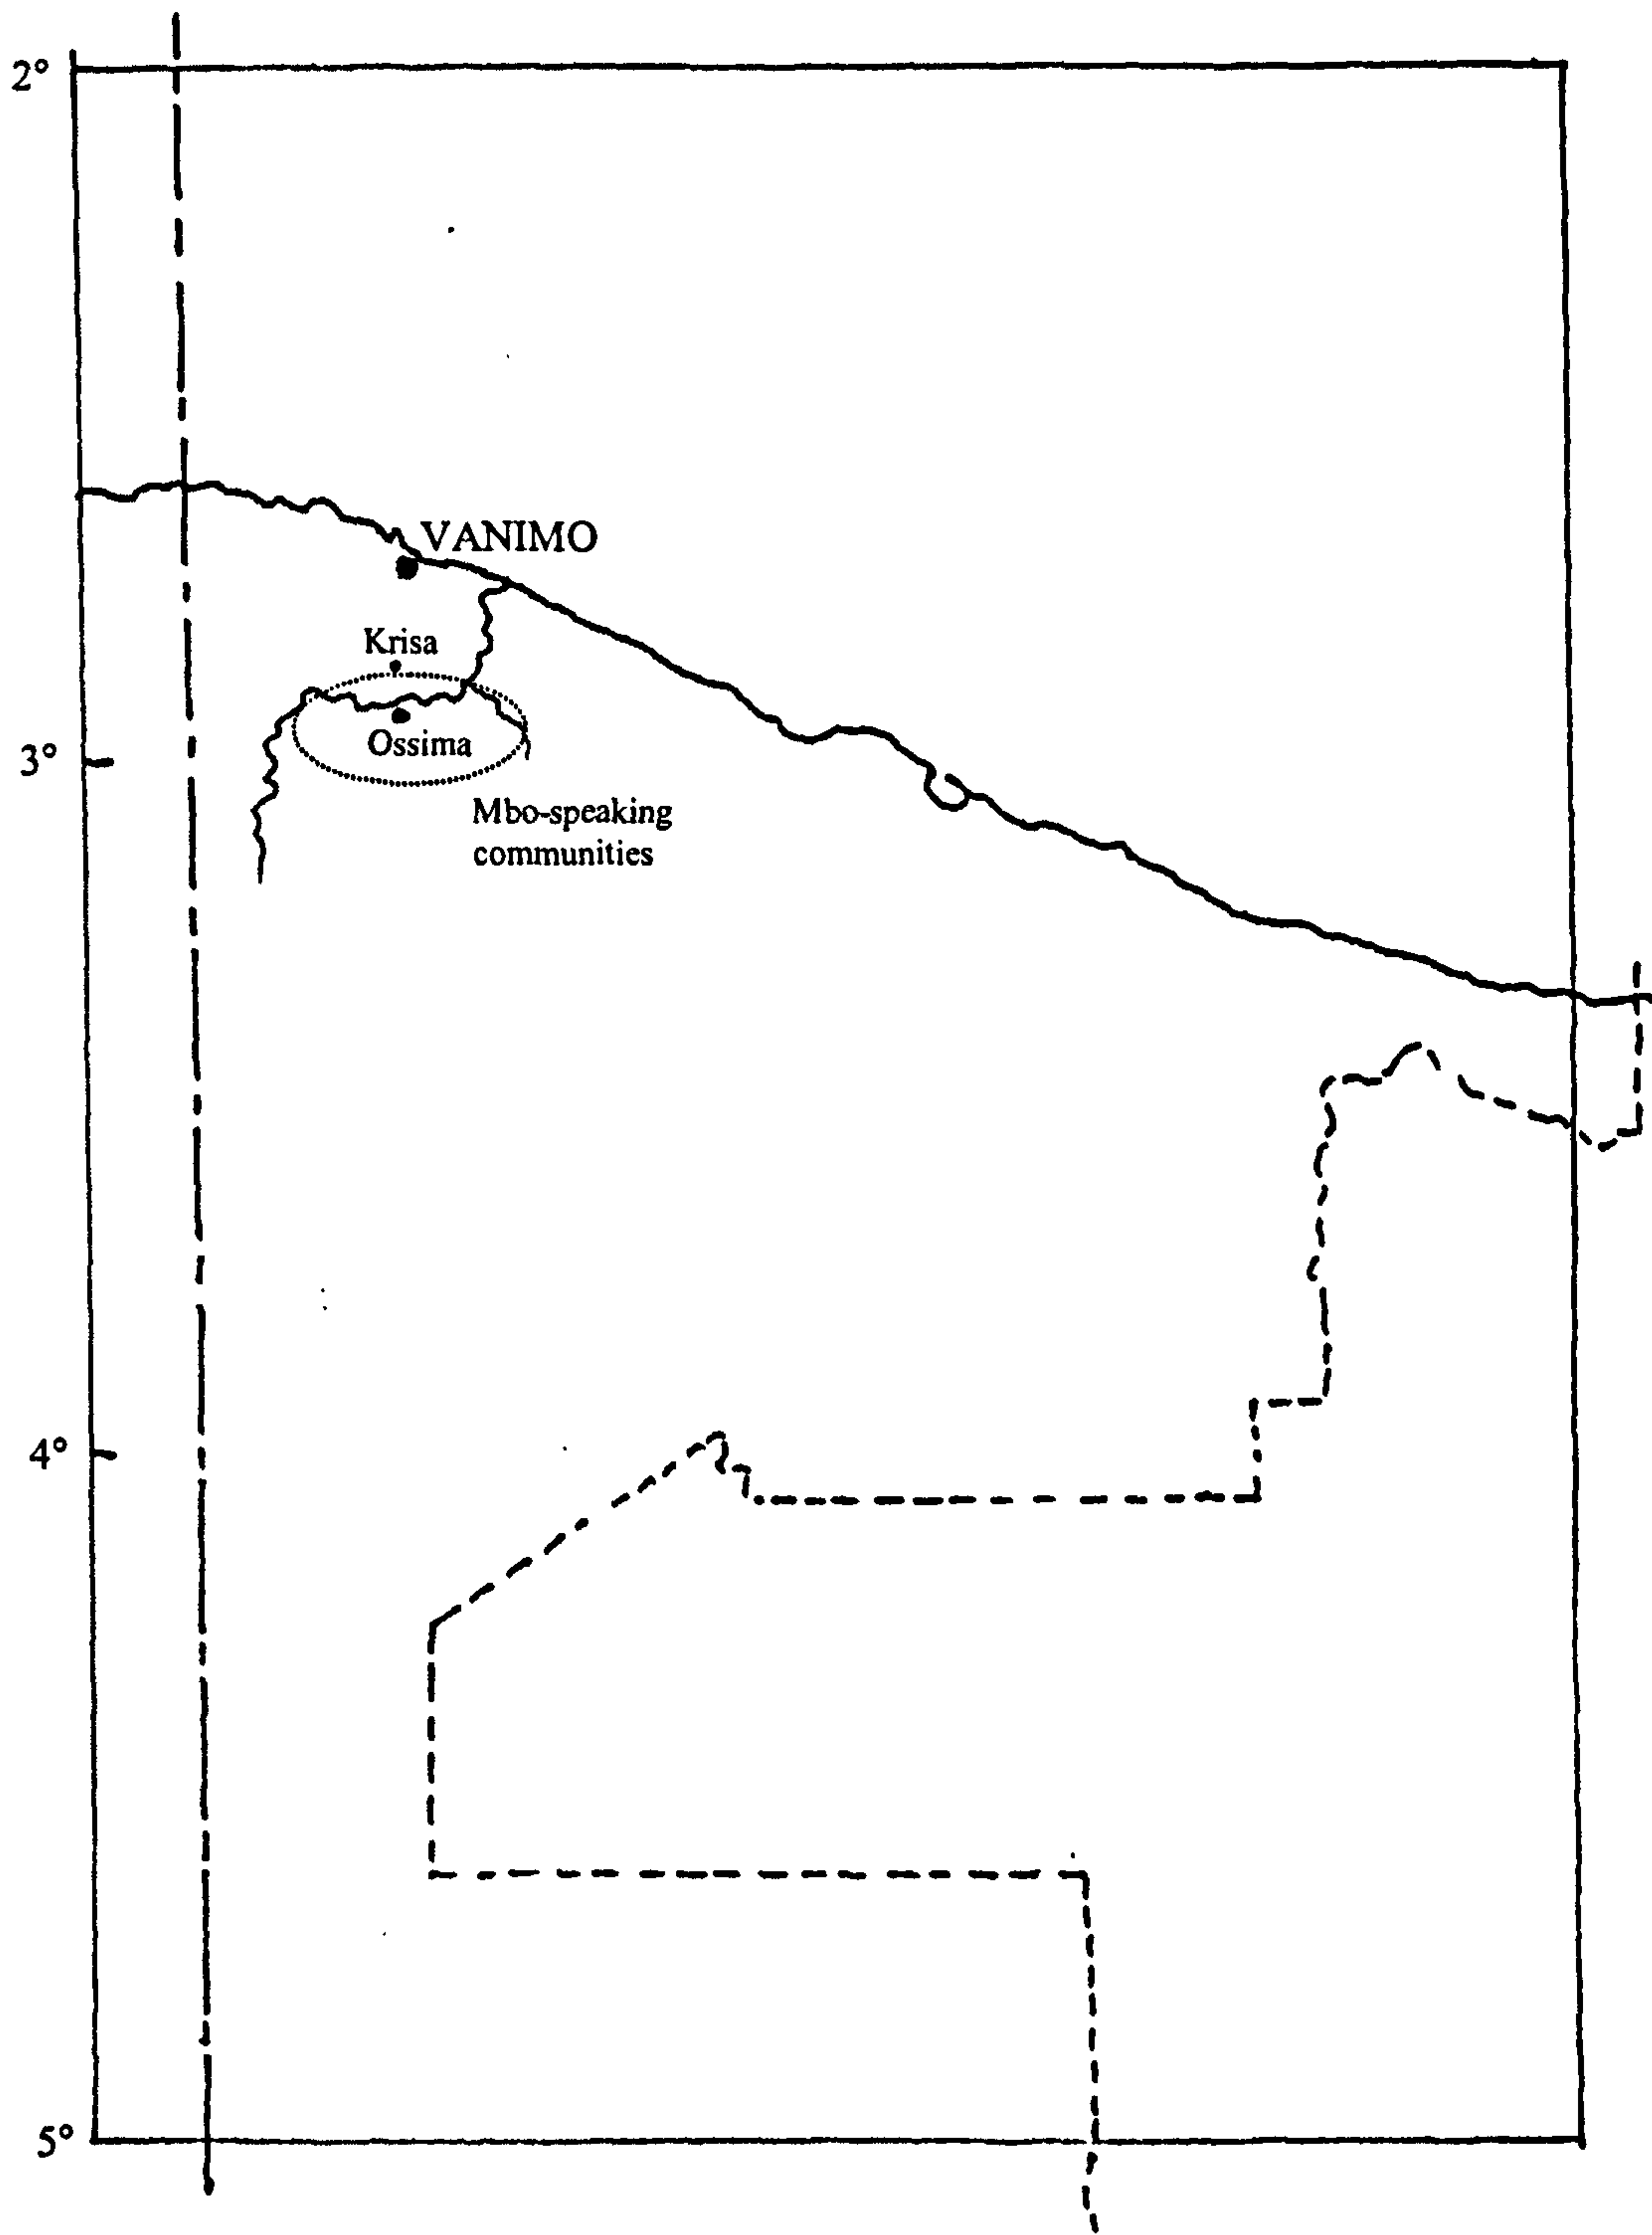 2°
VANIMO
Krisa
Ossima
3°
Mbo-speaking
communities
4°
5°